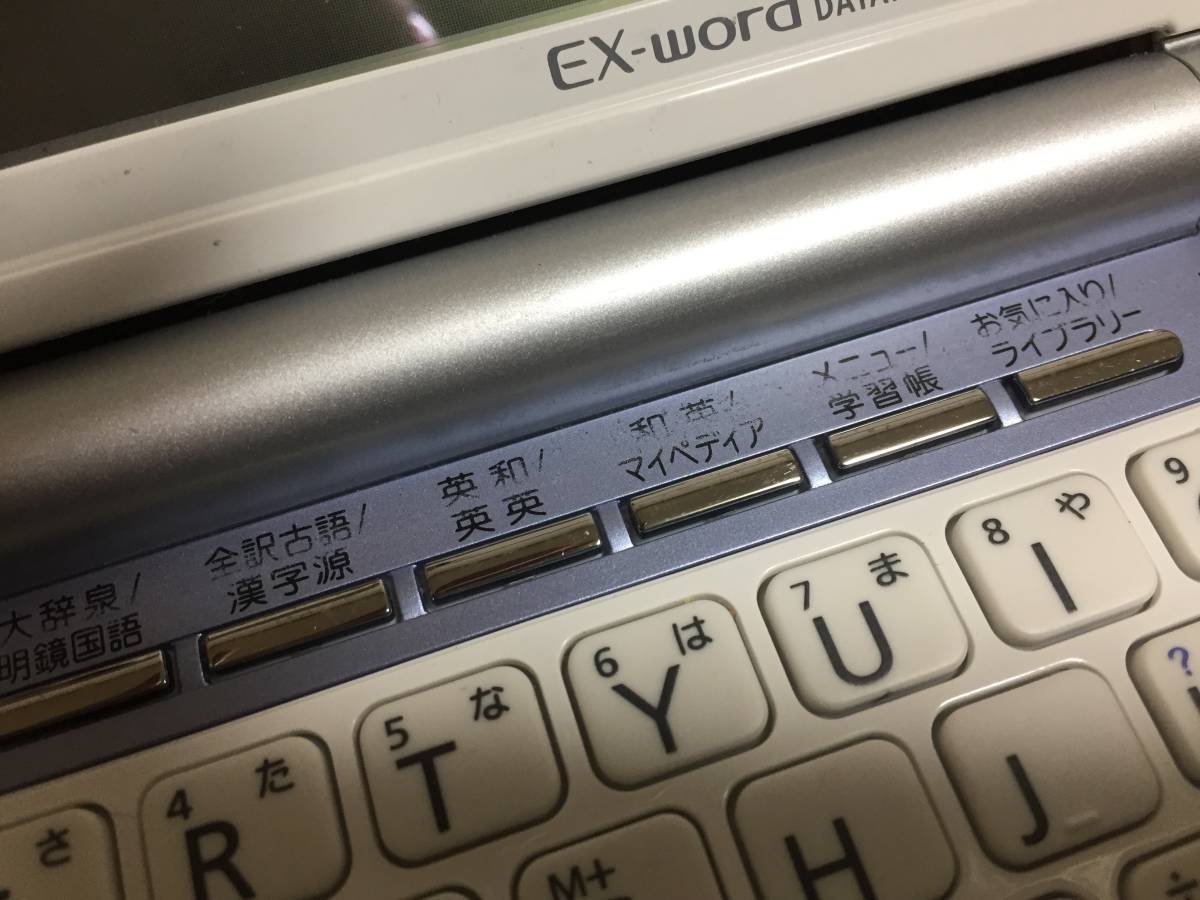 EX-word
大辞泉/
明鏡国語
全訳古語/
漢字源
英和/
英英
和英/
マイペディア
メニュー/
学習帳
お気に入り/
ライブラリー
さ
4 た
R
5 な
T
6 は
Y
7 ま
U
8 や
I
9
M+
H
J
?